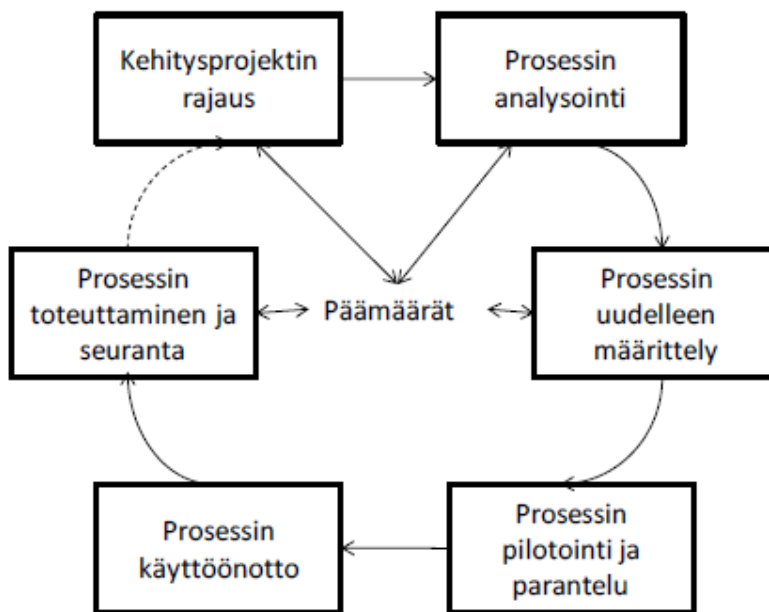 Kehitysprojektin
rajaus
Prosessin
analysointi
Prosessin
toteuttaminen ja
seuranta
Päämäärät
Prosessin
uudelleen
määrittely
Prosessin
käyttöönotto
Prosessin
pilotointi ja
parantelu